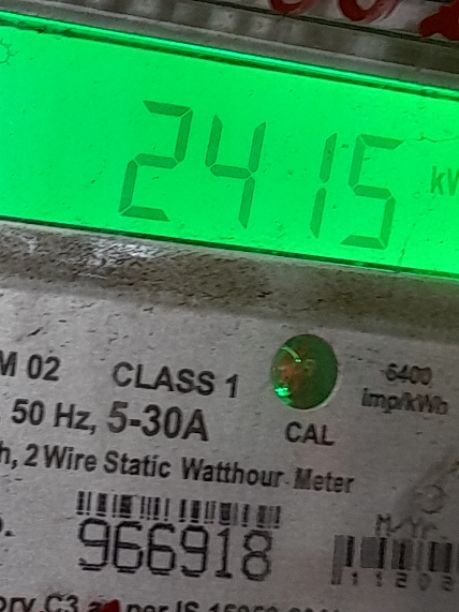 2415 kW
M 02 CLASS 1 6400
imp/kWh
50 Hz, 5-30A CAL
h, 2 Wire Static Watthour Meter
966918 M/Yr.